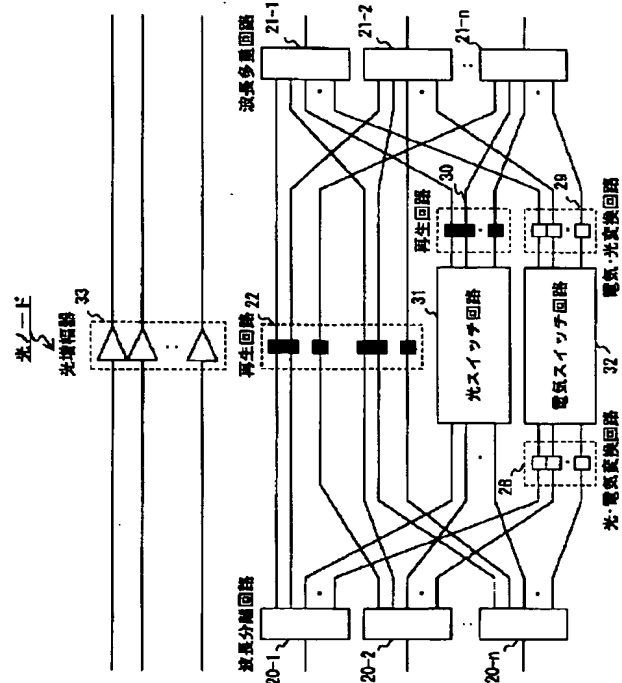 光ノード
光増幅器
33
波長分離回路
20-1
20-2
20-n
再生回路
22
波長多重回路
21-1
21-2
21-n
31
光スイッチ回路
再生回路
30
光・電気変換回路
28
電気スイッチ回路
32
電気・光変換回路
29